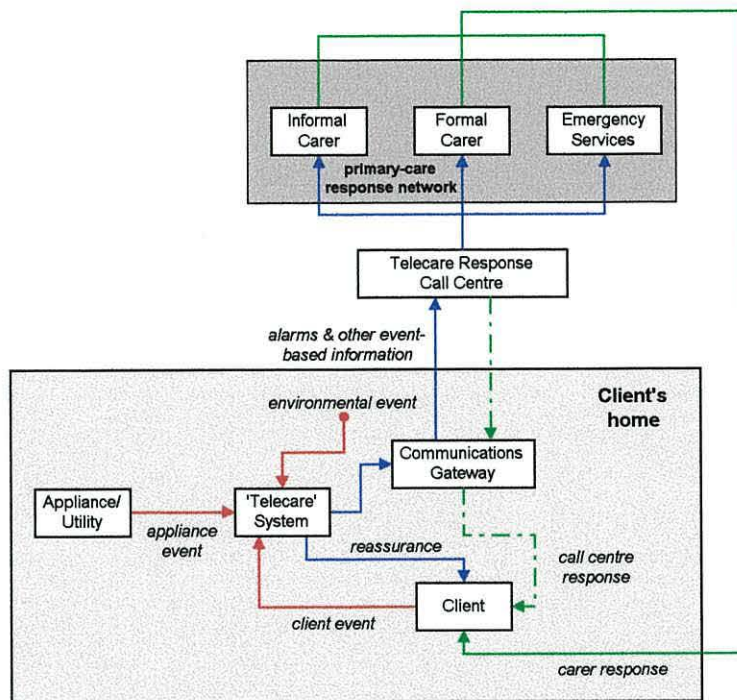 Informal
Carer
Formal
Carer
Emergency
Services
primary-care
response network
Telecare Response
Call Centre
alarms & other event-
based information
Client's
home
environmental event
Communications
Gateway
Appliance/
Utility
'Telecare'
System
appliance
event
reassurance
call centre
response
Client
client event
carer response